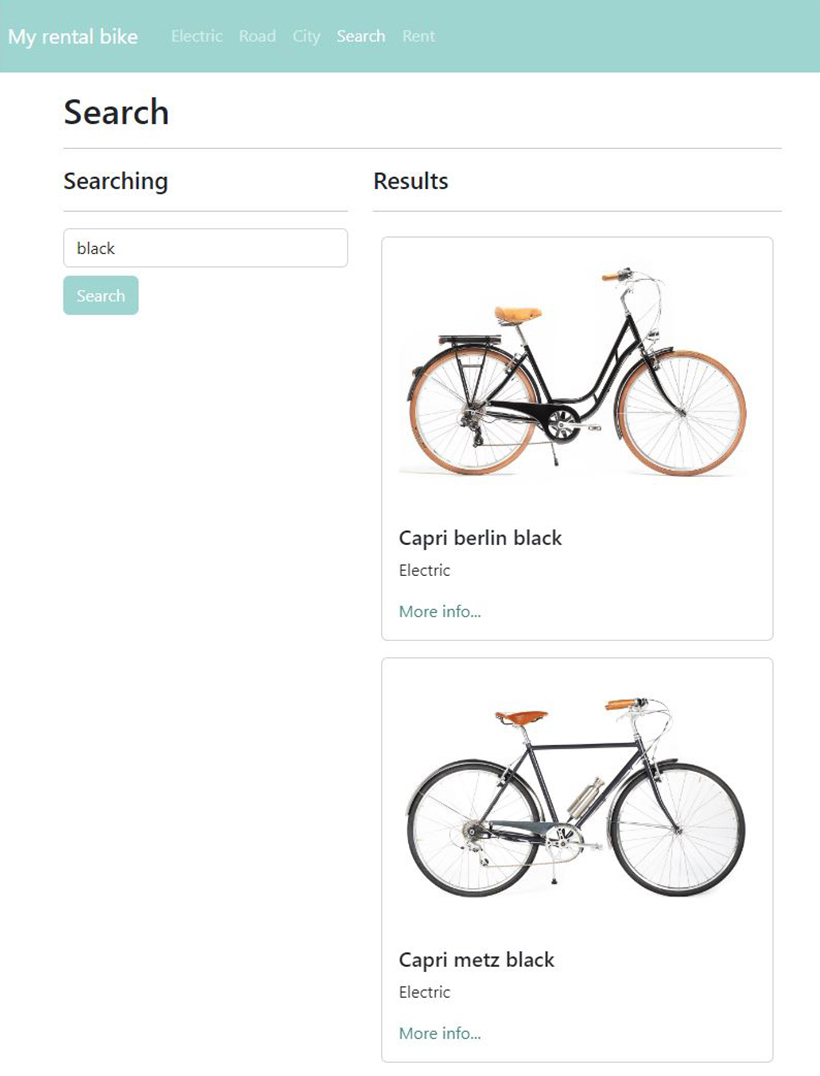 My rental bike Electric Road City Search Rent
Search
Searching
Results
black
Search
Capri berlin black
Electric
More info...
Capri metz black
Electric
More info...